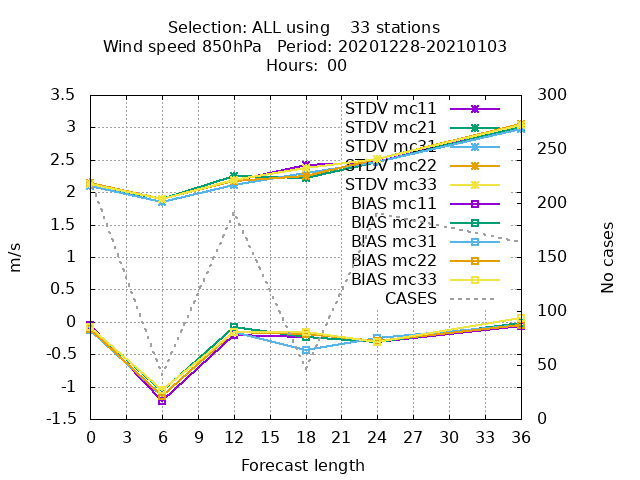 Selection: ALL using 33 stations
Wind speed 850hPa Period: 20201228-20210103
Hours: 00
3.5
3
2.5
2
1.5
1
0.5
0
-0.5
-1
-1.5
m/s
STDV mc11
STDV mc21
STDV mc31
STDV mc22
STDV mc33
BIAS mc11
BIAS mc21
BIAS mc31
BIAS mc22
BIAS mc33
CASES
300
250
200
150
100
50
0
No cases
0 3 6 9 12 15 18 21 24 27 30 33 36
Forecast length